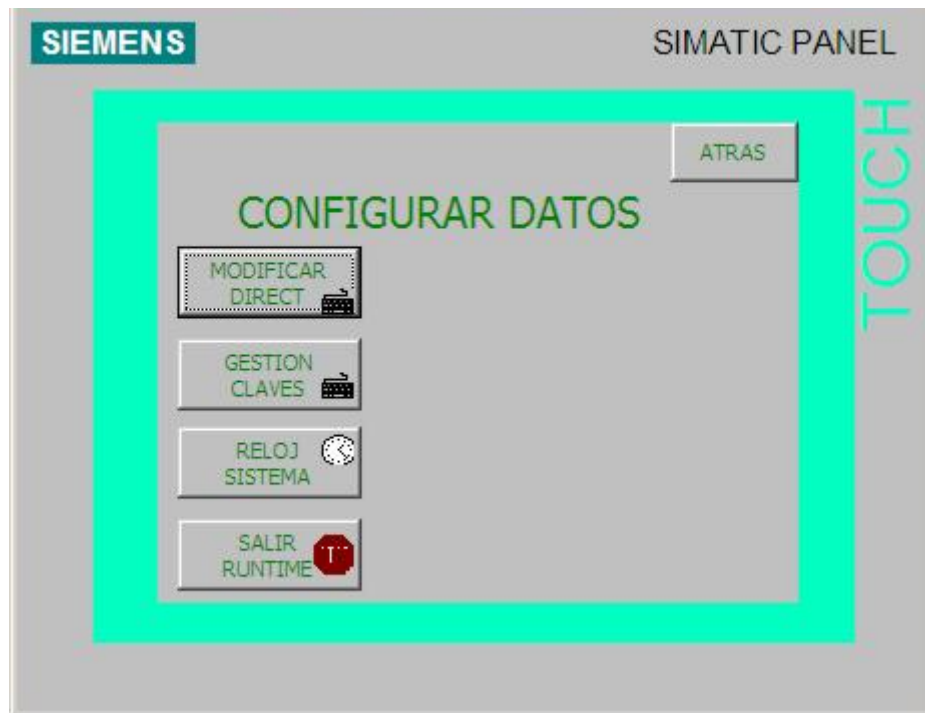 SIEMENS
SIMATIC PANEL
TOUCH
ATRAS
CONFIGURAR DATOS
MODIFICAR
DIRECT
GESTION
CLAVES
RELOJ
SISTEMA
SALIR
RUNTIME